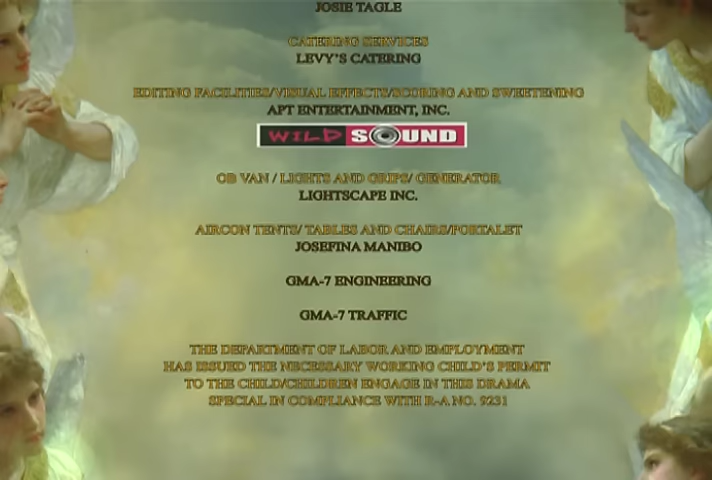 JOSIE TAGLE
CATERING SERVICES
LEVY'S CATERING
EDITING FACILITIES/VISUAL EFFECTS/SCORING AND SWEETENING
APT ENTERTAINMENT, INC.
WILD SOUND
OB VAN / LIGHTS AND GRIPS/ GENERATOR
LIGHTSCAPE INC.
AIRCON TENTS/ TABLES AND CHAIRS/PORTALET
JOSEFINA MANIBO
GMA-7 ENGINEERING
GMA-7 TRAFFIC
THE DEPARTMENT OF LABOR AND EMPLOYMENT
HAS ISSUED THE NECESSARY WORKING CHILD'S PERMIT
TO THE CHILD/CHILDREN ENGAGE IN THIS DRAMA
SPECIAL IN COMPLIANCE WITH R-A NO. 9231